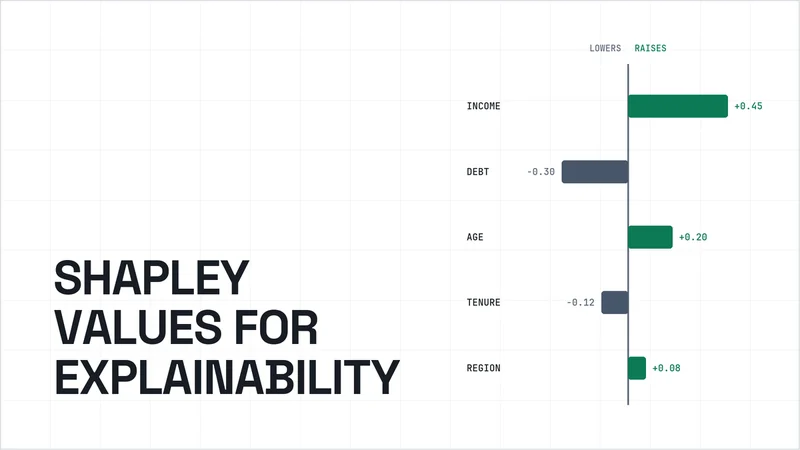 LOWERS RAISES
INCOME +0.45
DEBT -0.30
AGE +0.20
TENURE -0.12
REGION +0.08
SHAPLEY
VALUES FOR
EXPLAINABILITY